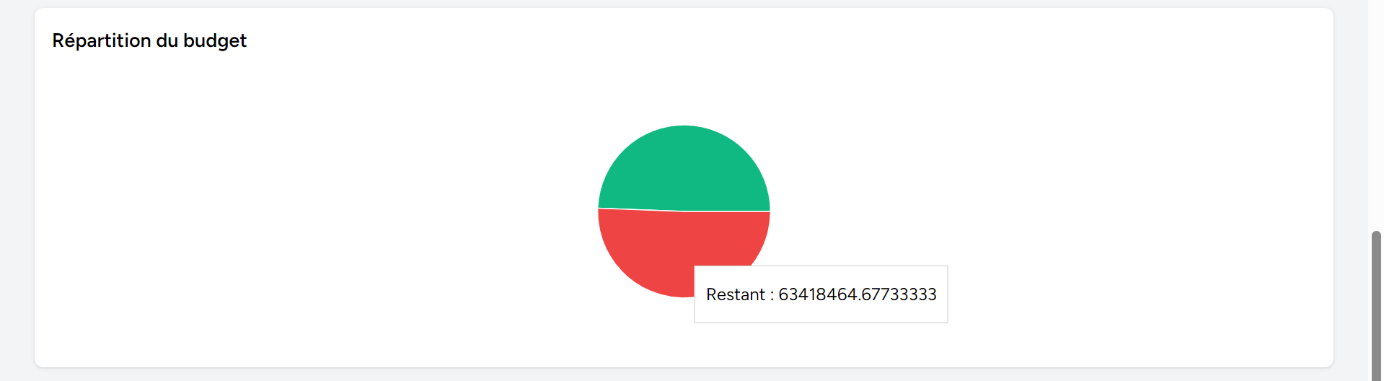 Répartition du budget
Restant : 63418464.67733333